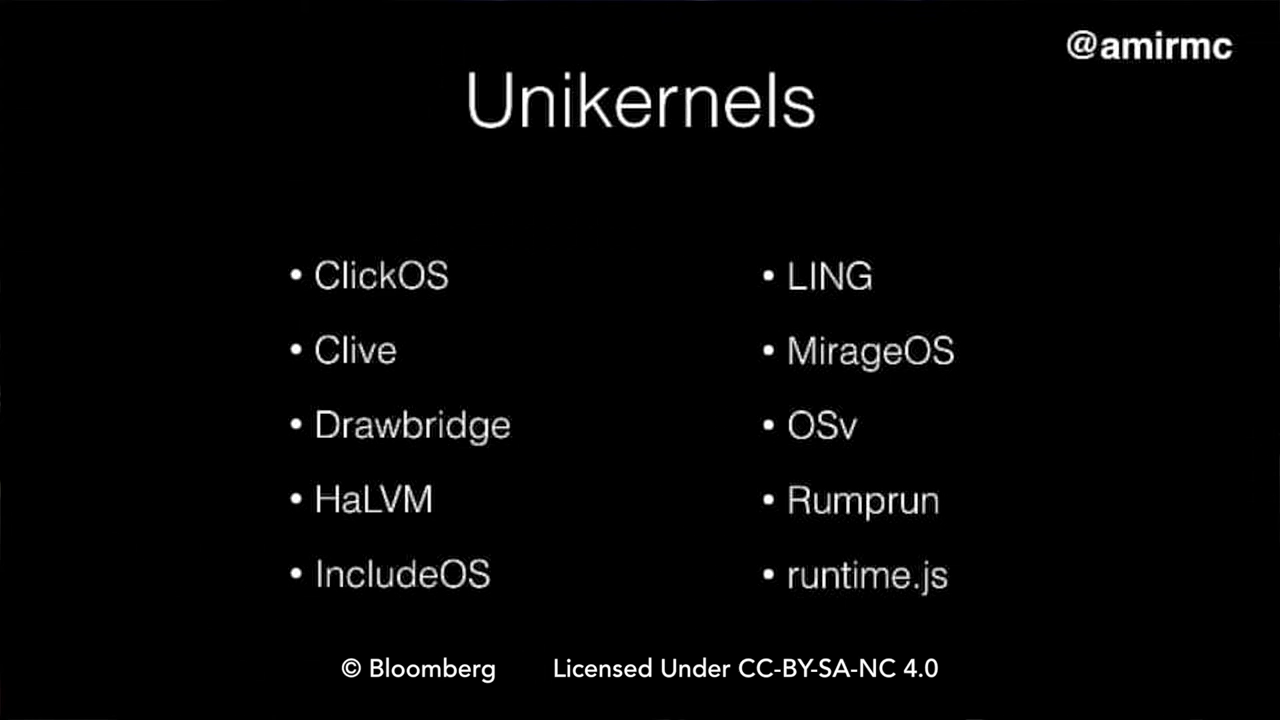 @amirmc
Unikernels
• ClickOS
• Clive
• Drawbridge
• HaLVM
• IncludeOS
• LING
• MirageOS
• OSv
• Rumprun
• runtime.js
© Bloomberg Licensed Under CC-BY-SA-NC 4.0